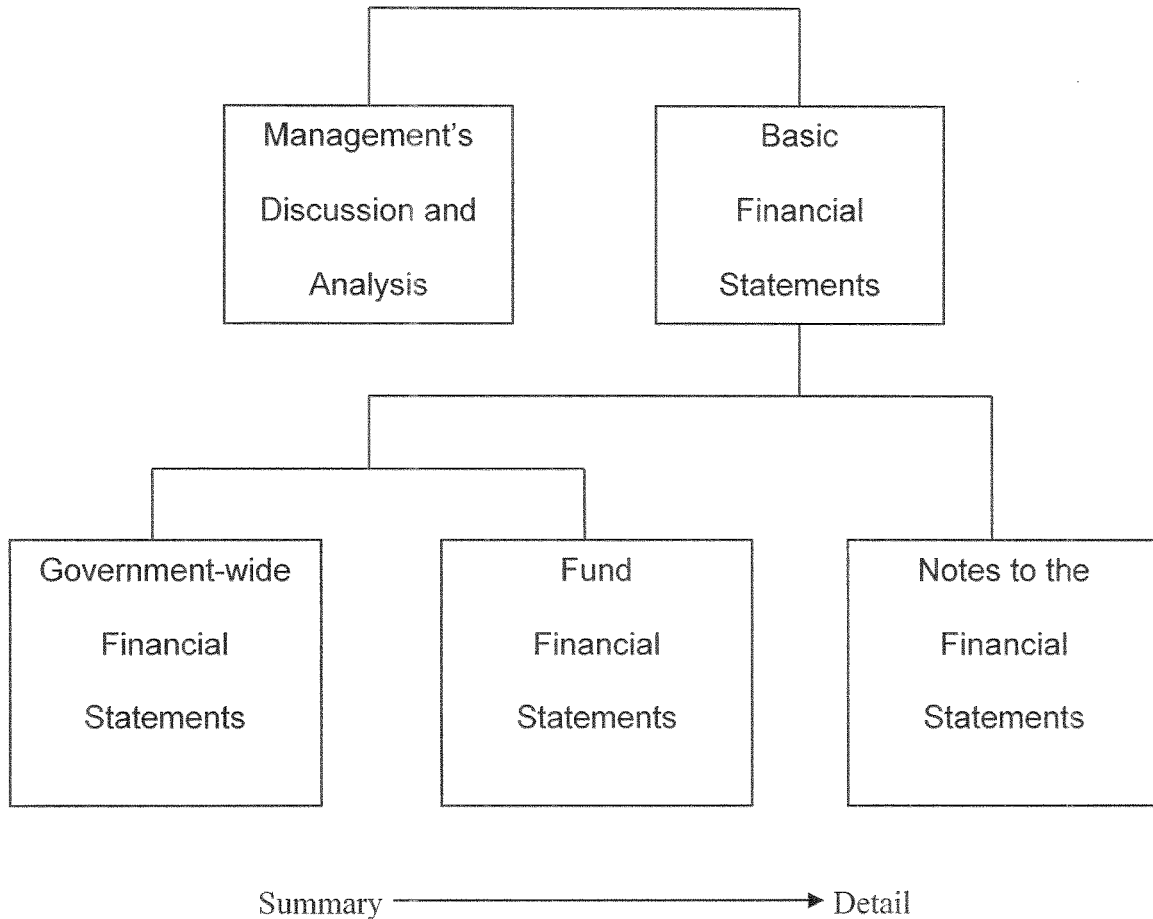 Management's
Discussion and
Analysis
Basic
Financial
Statements
Government-wide
Financial
Statements
Fund
Financial
Statements
Notes to the
Financial
Statements
Summary
Detail